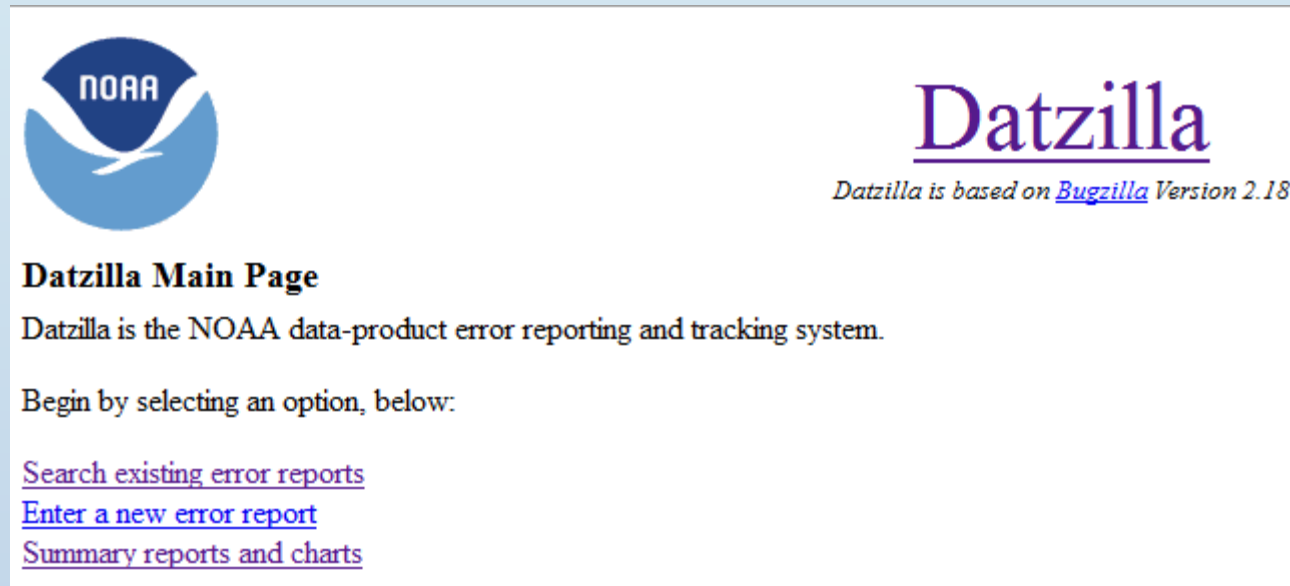 NOAA
Datzilla
Datzilla is based on Bugzilla Version 2.18
Datzilla Main Page
Datzilla is the NOAA data-product error reporting and tracking system.
Begin by selecting an option, below:
Search existing error reports
Enter a new error report
Summary reports and charts